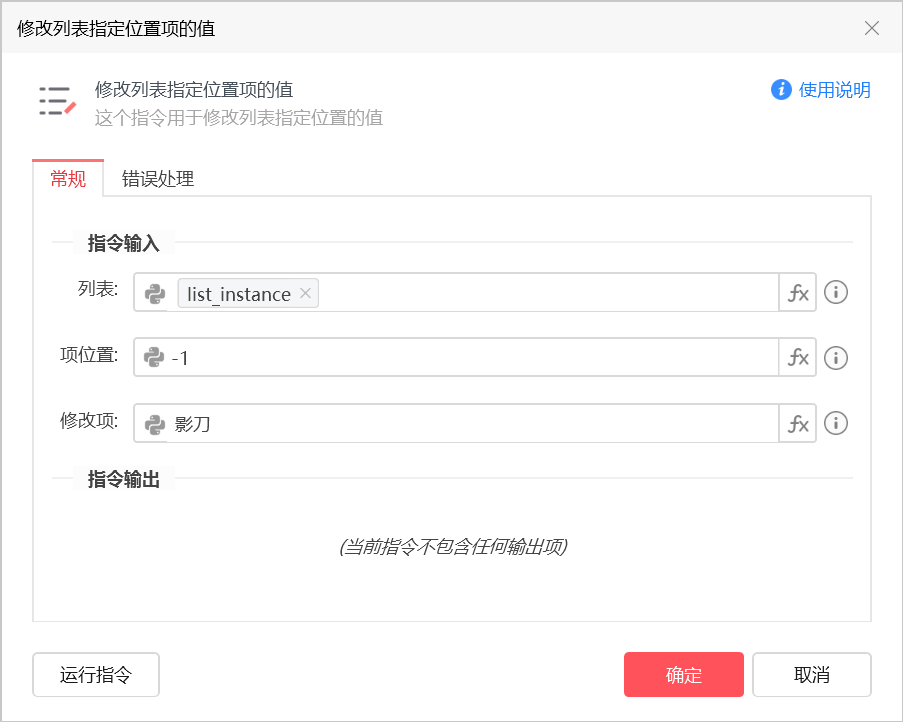 修改列表指定位置项的值
修改列表指定位置项的值
使用说明
这个指令用于修改列表指定位置的值
常规 错误处理
指令输入
列表: list_instance fx
项位置: -1 fx
修改项: 影刀 fx
指令输出
(当前指令不包含任何输出项)
运行指令 确定 取消